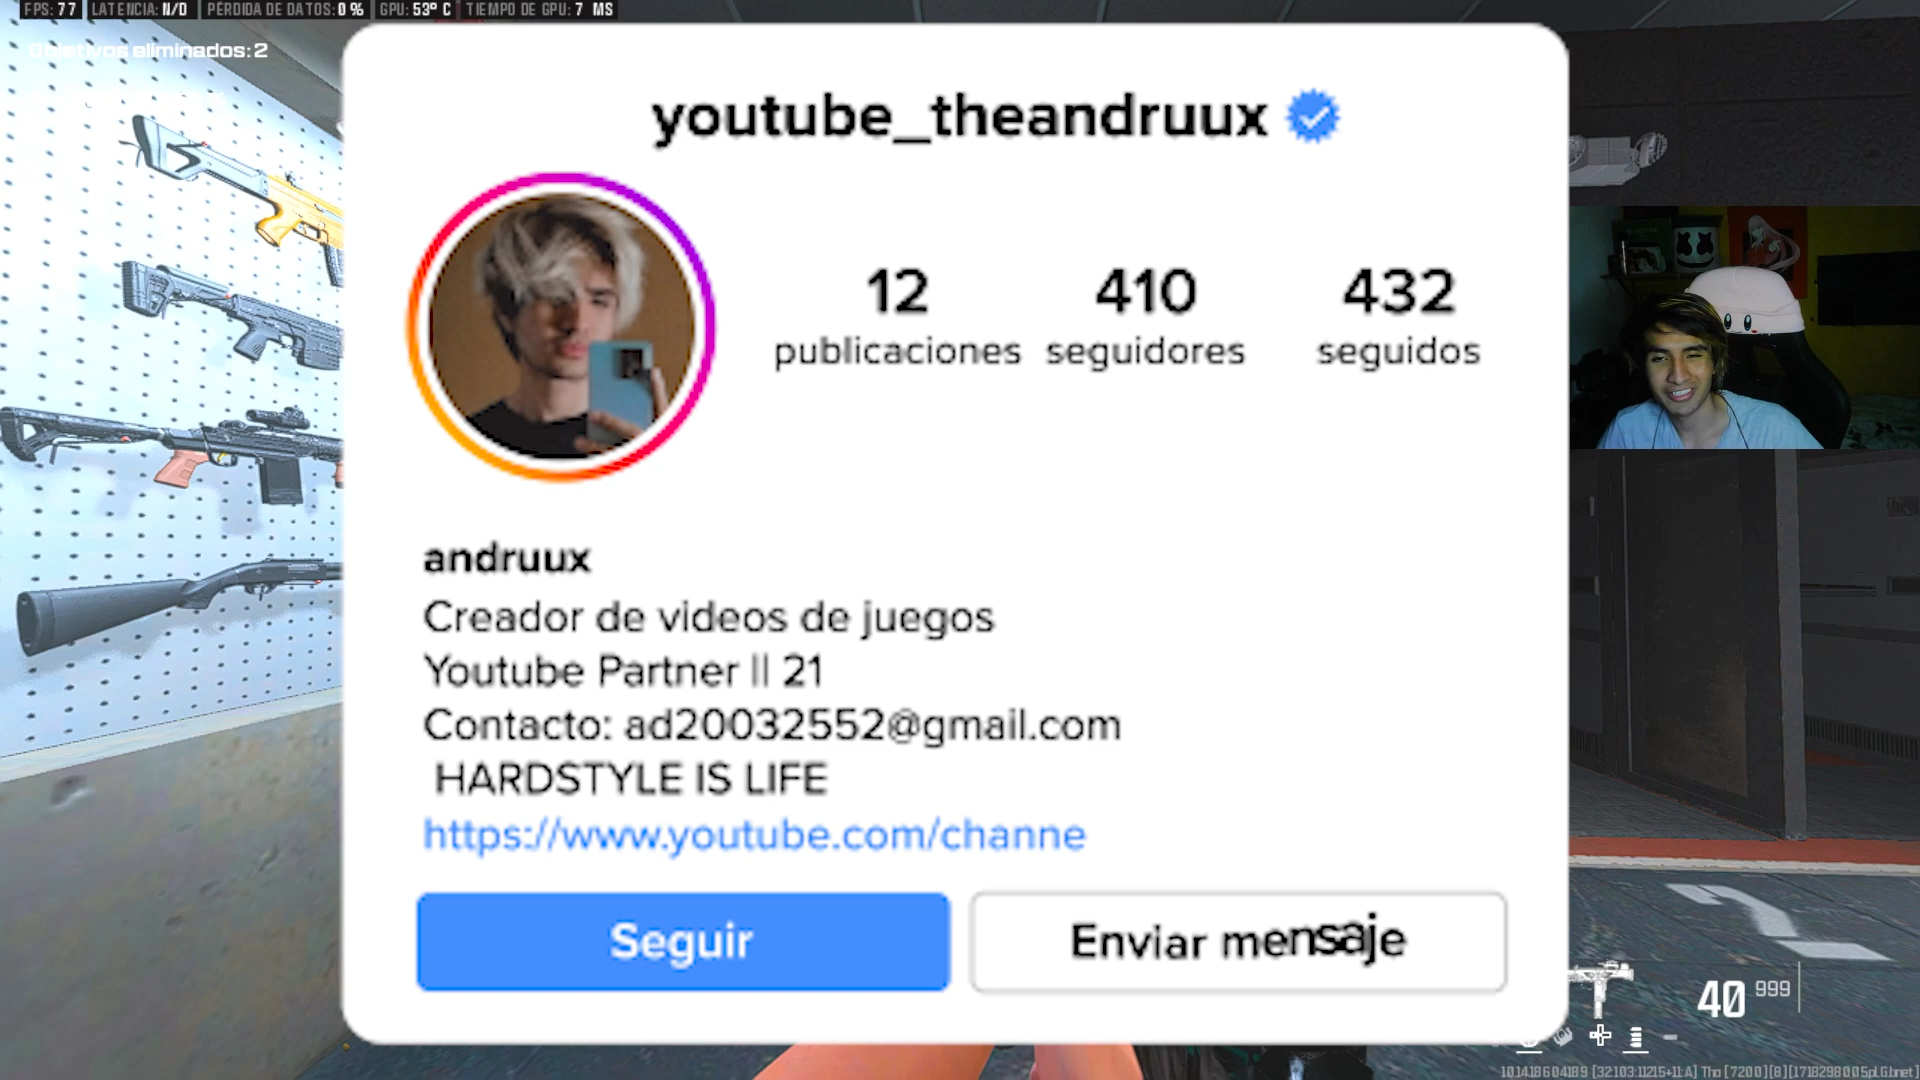 FPS: 77 LATENCIA: N/D PÉRDIDA DE DATOS: 0 % GPU: 53º C TIEMPO DE GPU: 7 MS
Objetivos eliminados: 2
youtube_theandruux
12 410 432
publicaciones seguidores seguidos
andruux
Creador de videos de juegos
Youtube Partner || 21
Contacto: ad20032552@gmail.com
HARDSTYLE IS LIFE
https://www.youtube.com/channe
Seguir Enviar mensaje
40 999